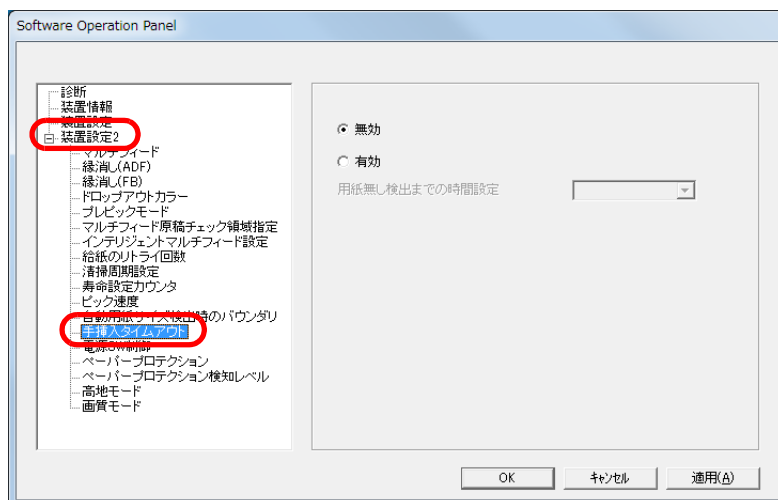 Software Operation Panel
診断
装置情報
装置設定
装置設定2
マルチフィード
縁消し(ADF)
縁消し(FB)
ドロップアウトカラー
プレピックモード
マルチフィード原稿チェック領域指定
インテリジェントマルチフィード設定
給紙のリトライ回数
清掃周期設定
寿命設定カウンタ
ピック速度
自動用紙サイズ検出時のバウンダリ
手挿入タイムアウト
電源SW制御
ペーパープロテクション
ペーパープロテクション検知レベル
高地モード
画質モード
無効
有効
用紙無し検出までの時間設定
OK
キャンセル
適用(A)